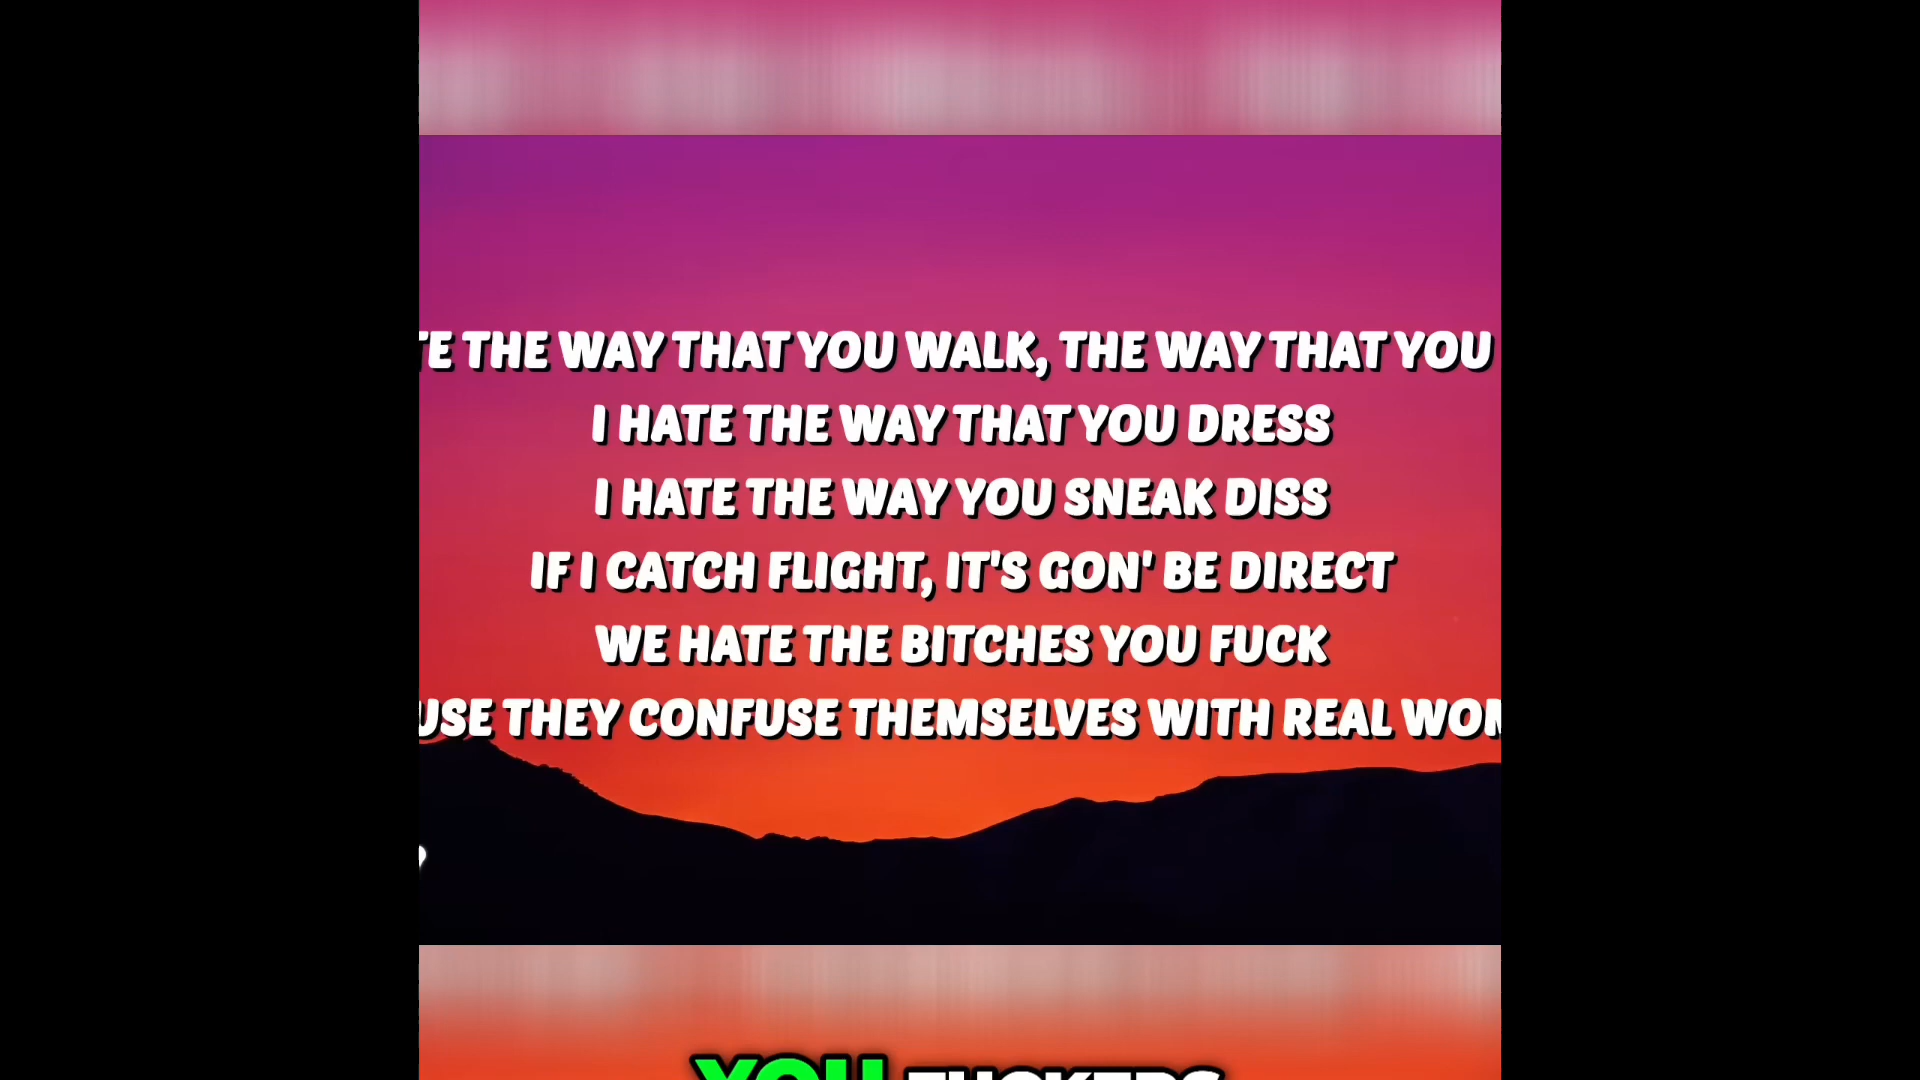 THE WAY THAT YOU WALK, THE WAY THAT YOU
I HATE THE WAY THAT YOU DRESS
I HATE THE WAY YOU SNEAK DISS
IF I CATCH FLIGHT, IT'S GON' BE DIRECT
WE HATE THE BITCHES YOU FUCK
THEY CONFUSE THEMSELVES WITH REAL
YOU